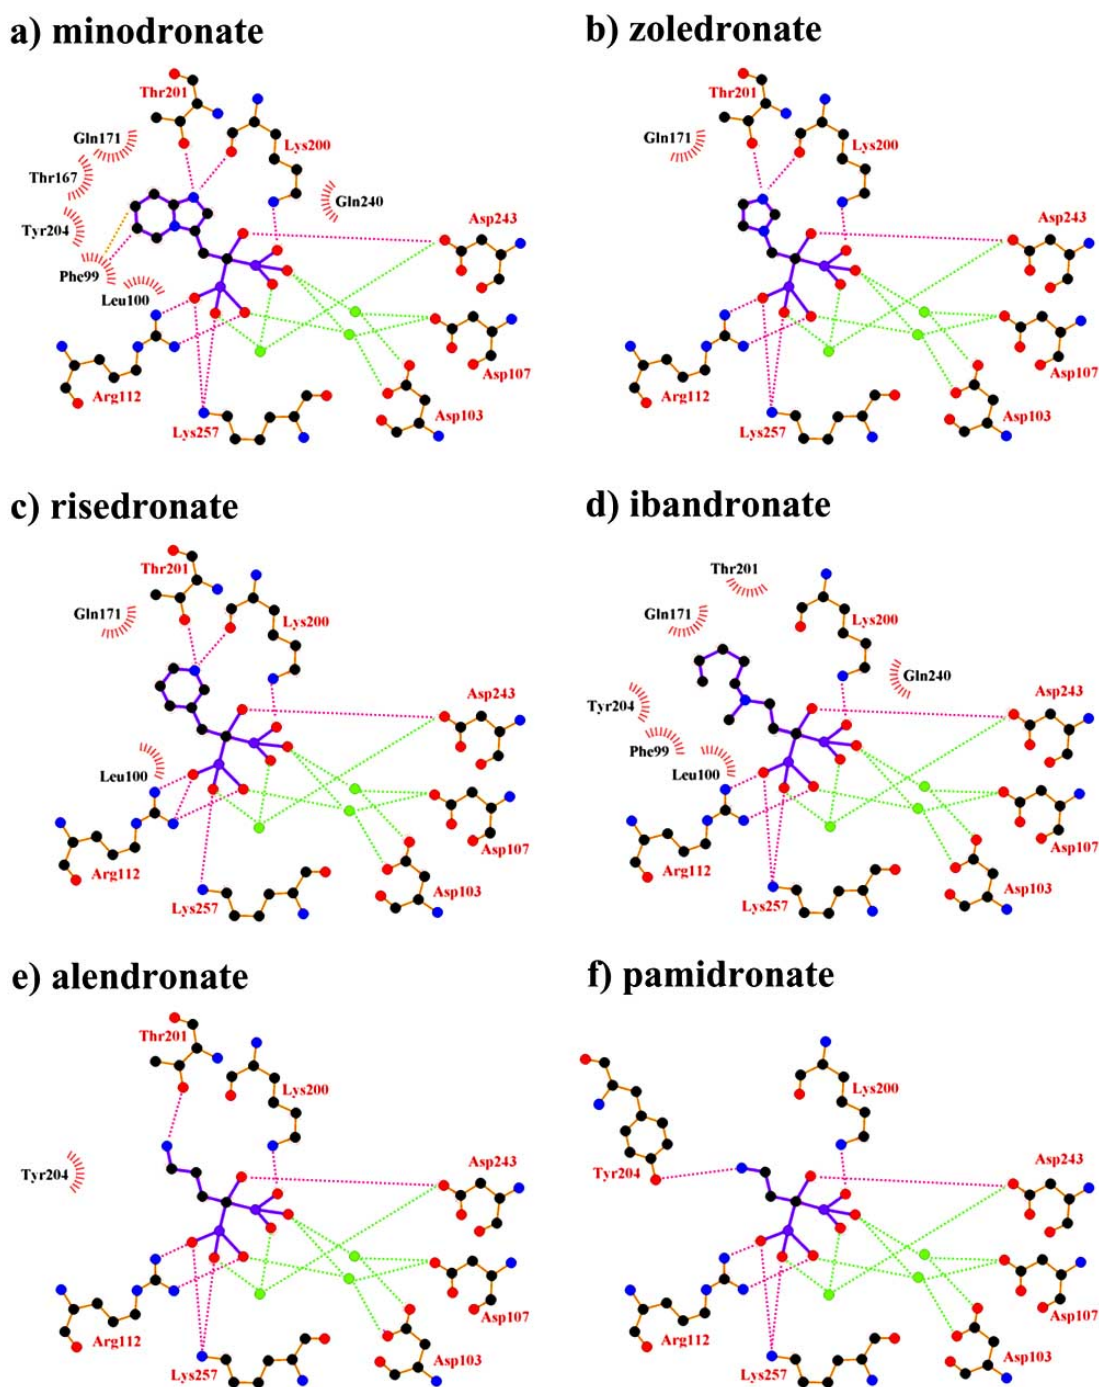 a) minodronate
Thr201
Gln171
Lys200
Thr167
Gln240
Tyr204
Asp243
Phe99
Leu100
Asp107
Arg112
Asp103
Lys257
b) zoledronate
Thr201
Gln171
Lys200
Asp243
Asp107
Arg112
Asp103
Lys257
c) risedronate
Thr201
Gln171
Lys200
Asp243
Leu100
Asp107
Arg112
Asp103
Lys257
d) ibandronate
Thr201
Gln171
Lys200
Gln240
Tyr204
Asp243
Phe99
Leu100
Asp107
Arg112
Asp103
Lys257
e) alendronate
Thr201
Lys200
Tyr204
Asp243
Asp107
Arg112
Asp103
Lys257
f) pamidronate
Lys200
Tyr204
Asp243
Asp107
Arg112
Asp103
Lys257